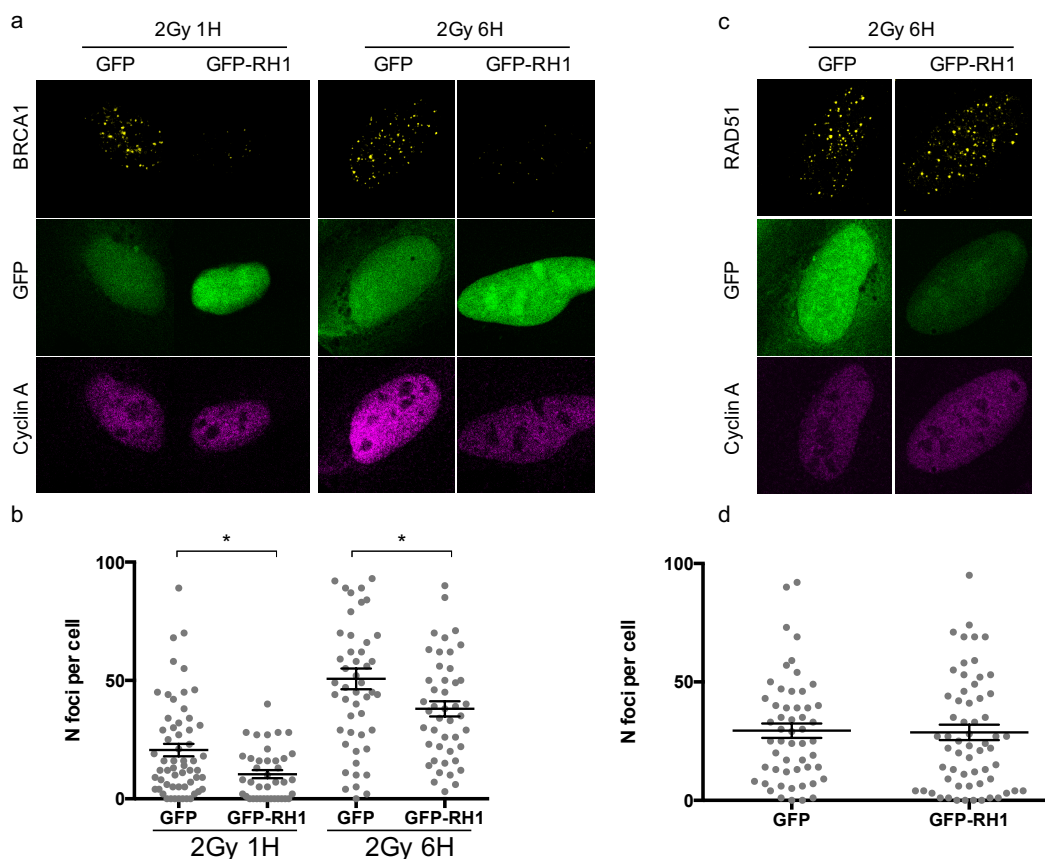 a
2Gy 1H
2Gy 6H
GFP
GFP-RH1
GFP
GFP-RH1
BRCA1
GFP
Cyclin A
c
2Gy 6H
GFP
GFP-RH1
RAD51
GFP
Cyclin A
b
*
*
100
50
0
N foci per cell
GFP
GFP-RH1
GFP
GFP-RH1
2Gy 1H
2Gy 6H
d
100
50
0
N foci per cell
GFP
GFP-RH1